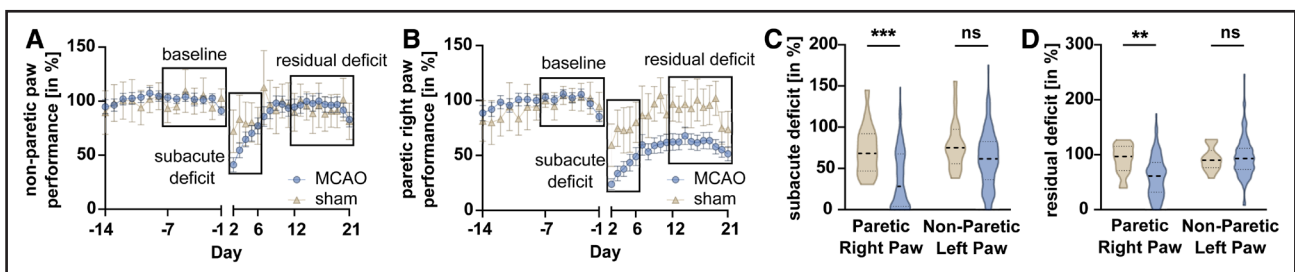 A
non-paretic paw
performance [in %]
150
100
50
0
baseline
residual deficit
subacute
deficit
MCAO
sham
-14
-7
-1
2
6
12
21
Day
B
paretic right paw
performance [in %]
150
100
50
0
baseline
residual deficit
subacute
deficit
MCAO
sham
-14
-7
-1
2
6
12
21
Day
C
subacute deficit [in %]
200
150
100
50
0
***
ns
Paretic
Right Paw
Non-Paretic
Left Paw
D
residual deficit [in %]
300
200
100
0
**
ns
Paretic
Right Paw
Non-Paretic
Left Paw